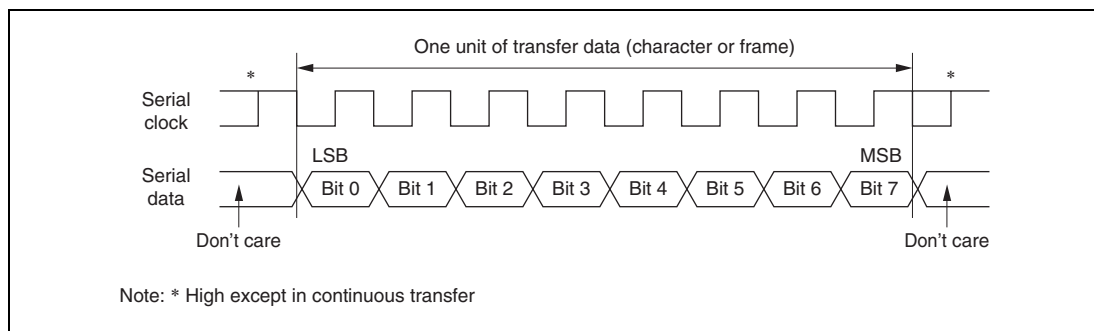 One unit of transfer data (character or frame)
* *
Serial clock
LSB MSB
Serial data
Bit 0 Bit 1 Bit 2 Bit 3 Bit 4 Bit 5 Bit 6 Bit 7
Don't care Don't care
Note: * High except in continuous transfer